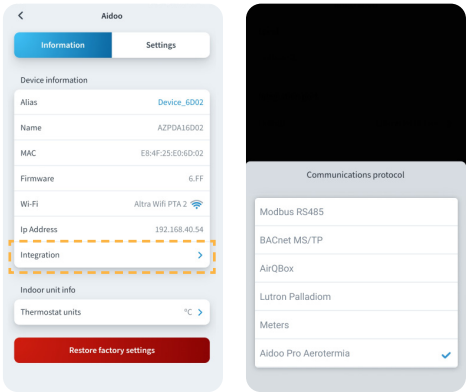 Aidoo
Information Settings
Device information
Alias Device_6D02
Name AZPDA16D02
MAC E8:4F:25:E0:6D:02
Firmware 6.FF
Wi-Fi Altra Wifi PTA 2
Ip Address 192.168.40.54
Integration
Indoor unit info
Thermostat units °C
Restore factory settings
Communications protocol
Modbus RS485
BACnet MS/TP
AirQBox
Lutron Palladiom
Meters
Aidoo Pro Aerotermia